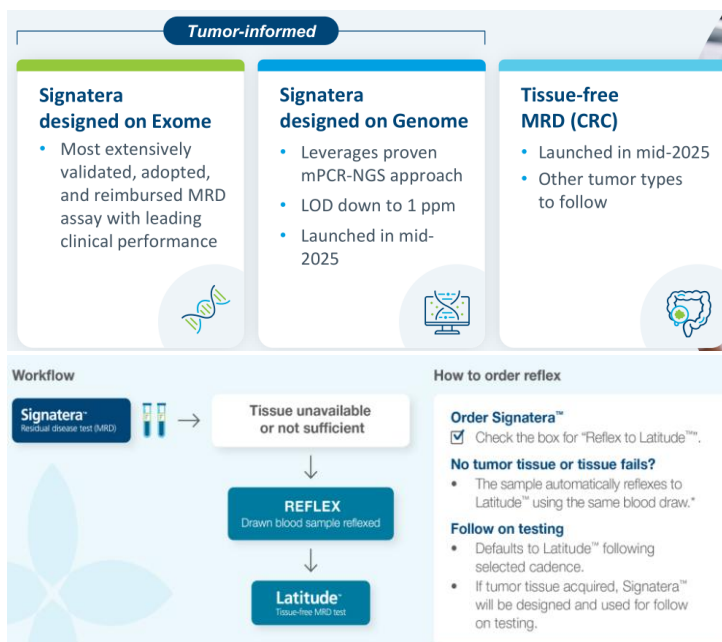 Tumor-informed
Signatera
designed on Exome
• Most extensively
validated, adopted,
and reimbursed MRD
assay with leading
clinical performance
Signatera
designed on Genome
• Leverages proven
mPCR-NGS approach
• LOD down to 1 ppm
• Launched in mid-
2025
Tissue-free
MRD (CRC)
• Launched in mid-2025
• Other tumor types
to follow
Workflow
Signatera™
Residual disease test (MRD)
Tissue unavailable
or not sufficient
REFLEX
Drawn blood sample reflexed
Latitude™
Tissue-free MRD test
How to order reflex
Order Signatera™
Check the box for "Reflex to Latitude™".
No tumor tissue or tissue fails?
• The sample automatically reflexes to
Latitude™ using the same blood draw.*
Follow on testing
• Defaults to Latitude™ following
selected cadence.
• If tumor tissue acquired, Signatera™
will be designed and used for follow
on testing.